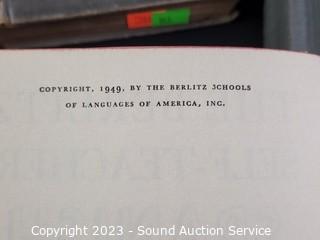 COPYRIGHT, 1949, BY THE BERLITZ SCHOOLS
OF LANGUAGES OF AMERICA, INC.
Copyright 2023 - Sound Auction Service